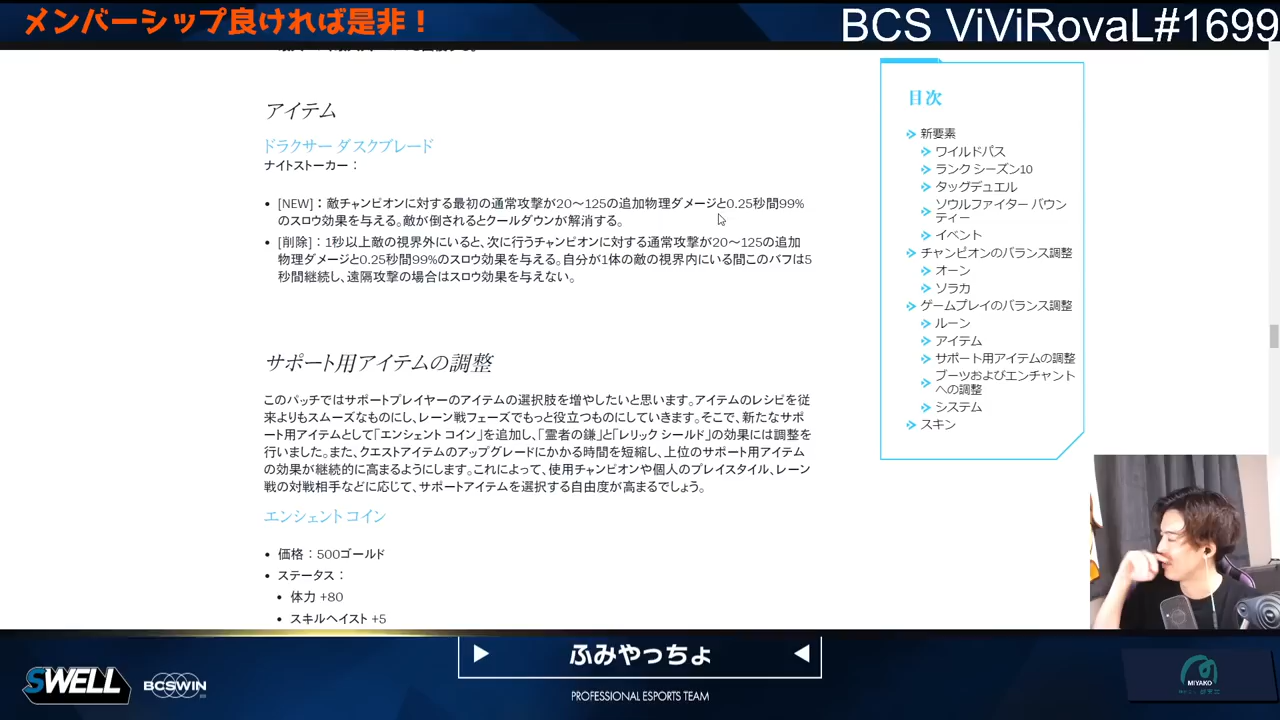 メンバーシップ良ければ是非！
BCS ViViRovaL#1699
アイテム
ドラクサー ダスクブレード
ナイトストーカー：
• [NEW]：敵チャンピオンに対する最初の通常攻撃が20～125の追加物理ダメージと0.25秒間99%
のスロウ効果を与える。敵が倒されるとクールダウンが解消する。
• [削除]：1秒以上敵の視界外にいると、次に行うチャンピオンに対する通常攻撃が20～125の追加
物理ダメージと0.25秒間99%のスロウ効果を与える。自分が1体の敵の視界内にいる間このバフは5
秒間継続し、遠隔攻撃の場合はスロウ効果を与えない。
サポート用アイテムの調整
このパッチではサポートプレイヤーのアイテムの選択肢を増やしたいと思います。アイテムのレシピを従
来よりもスムーズなものにし、レーン戦フェーズでもっと役立つものにしていきます。そこで、新たなサポ
ート用アイテムとして「エンシェント コイン」を追加し、「霊者の鎌」と「レリック シールド」の効果には調整を
行いました。また、クエストアイテムのアップグレードにかかる時間を短縮し、上位のサポート用アイテム
の効果が継続的に高まるようにします。これによって、使用チャンピオンや個人のプレイスタイル、レーン
戦の対戦相手などに応じて、サポートアイテムを選択する自由度が高まるでしょう。
エンシェント コイン
• 価格：500ゴールド
• ステータス：
• 体力 +80
• スキルヘイスト +5
目次
新要素
ワイルドパス
ランク シーズン10
タッグデュエル
ソウルファイター バウン
ティー
イベント
チャンピオンのバランス調整
オーン
ソラカ
ゲームプレイのバランス調整
ルーン
アイテム
サポート用アイテムの調整
ブーツおよびエンチャント
への調整
システム
スキン
SWELL
BCSWIN
ふみやっちょ
PROFESSIONAL ESPORTS TEAM
MIYAKO